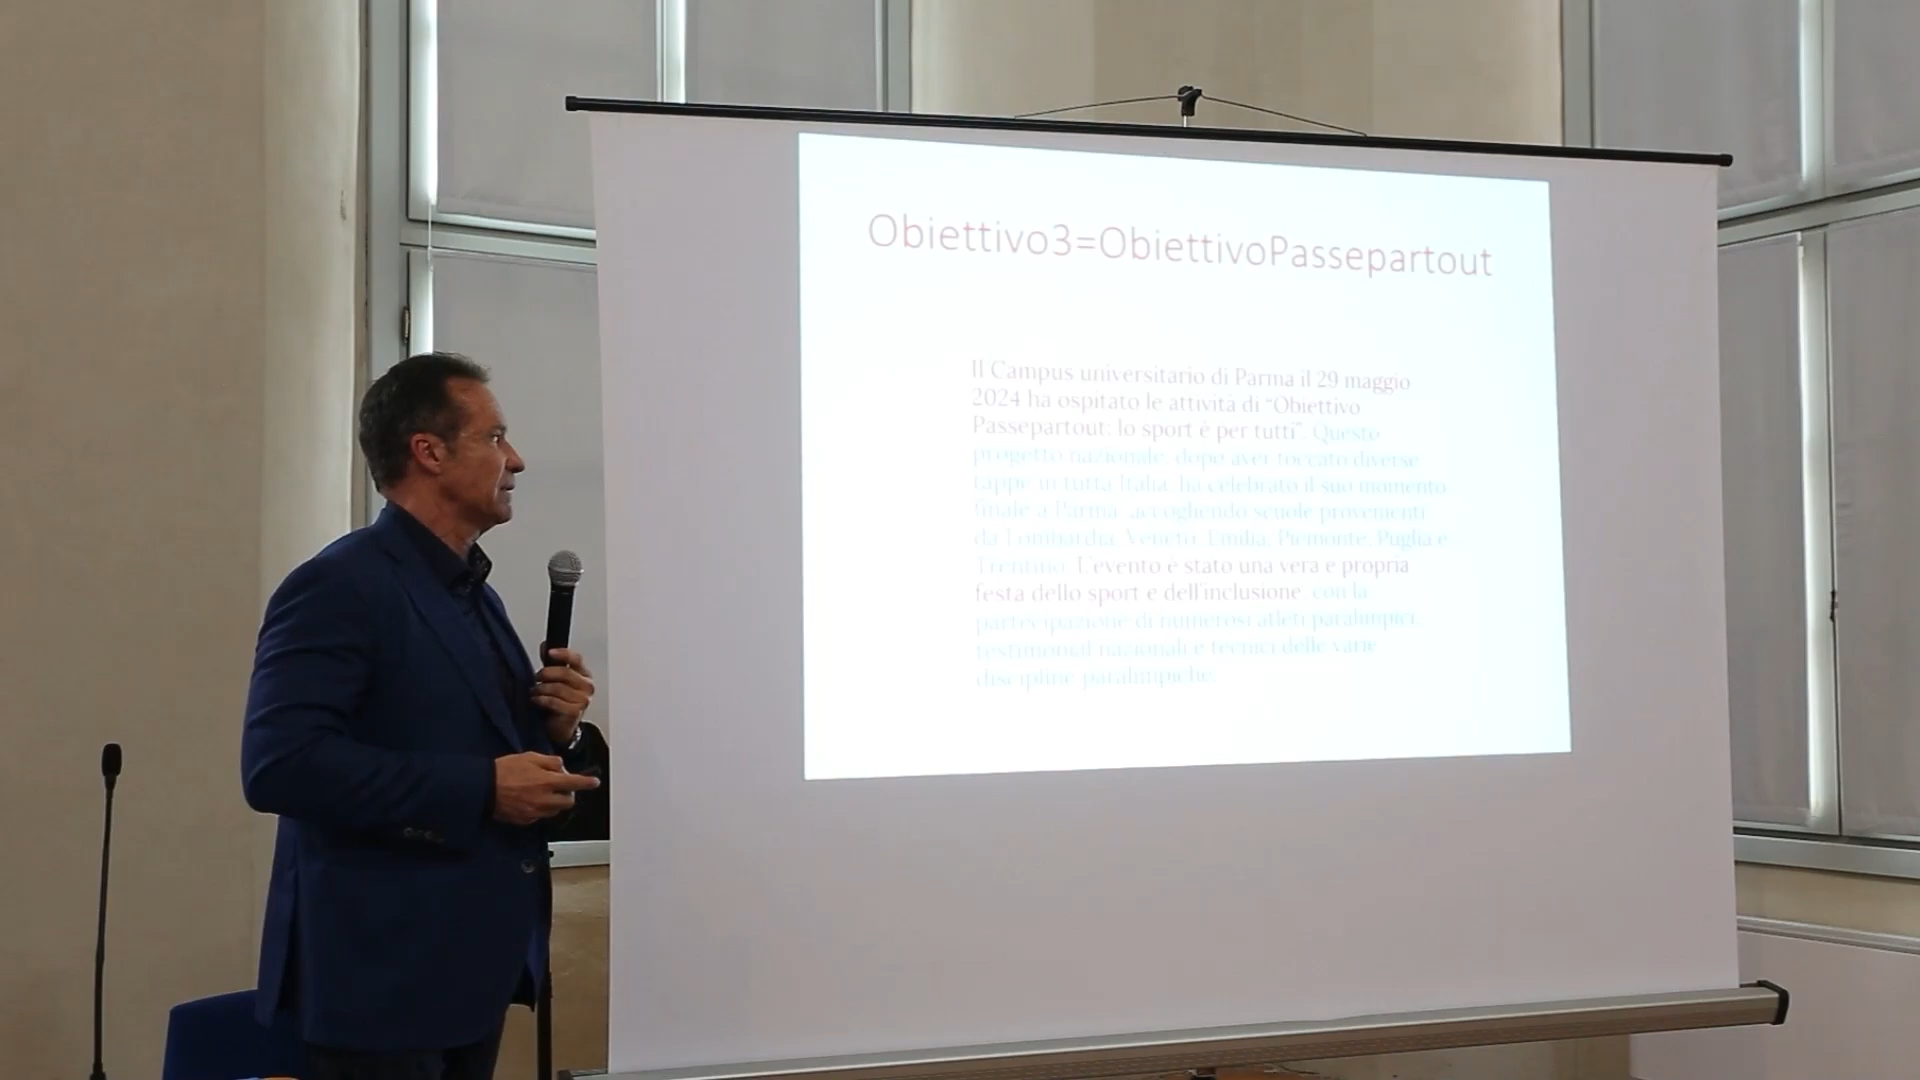 Obiettivo3=ObiettivoPassepartout
Il Campus universitario di Parma il 29 maggio
2024 ha ospitato le attività di "Obiettivo
Passepartout: lo sport è per tutti". Questo
progetto nazionale, dopo aver toccato diverse
tappe in tutta Italia, ha celebrato il suo momento
finale a Parma, accogliendo scuole provenienti
da Lombardia, Veneto, Emilia, Piemonte, Puglia e
Trentino. L'evento è stato una vera e propria
festa dello sport e dell'inclusione, con la
partecipazione di numerosi atleti paralimpici,
testimonial nazionali e tecnici delle varie
discipline paralimpiche.